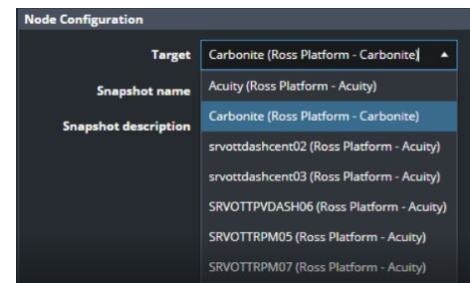 Node Configuration
Target
Carbonite (Ross Platform - Carbonite)
Acuity (Ross Platform - Acuity)
Snapshot name
Carbonite (Ross Platform - Carbonite)
Snapshot description
srvottdashcent02 (Ross Platform - Acuity)
srvottdashcent03 (Ross Platform - Acuity)
SRVOTTPVDASH06 (Ross Platform - Acuity)
SRVOTTRPM05 (Ross Platform - Acuity)
SRVOTTRPM07 (Ross Platform - Acuity)